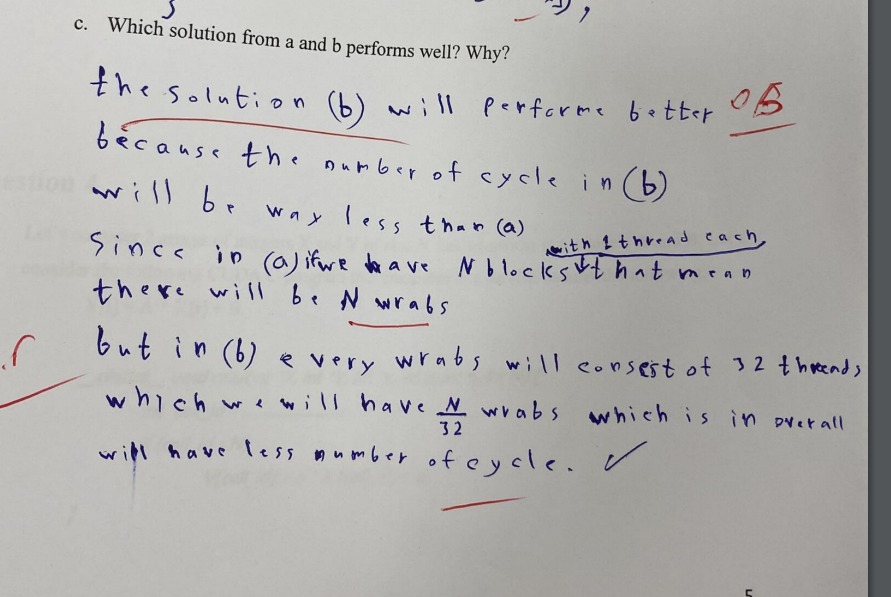 c. Which solution from a and b performs well? Why?
the solution (b) will performe better
because the number of cycle in (b)
will be way less than (a)
with 1 thread each
Since in (a) if we have N blocks that mean
there will be N wrabs
but in (b) every wrabs will consest of 32 threads
which we will have N/32 wrabs which is in overall
will have less number of cycle. ✓
5